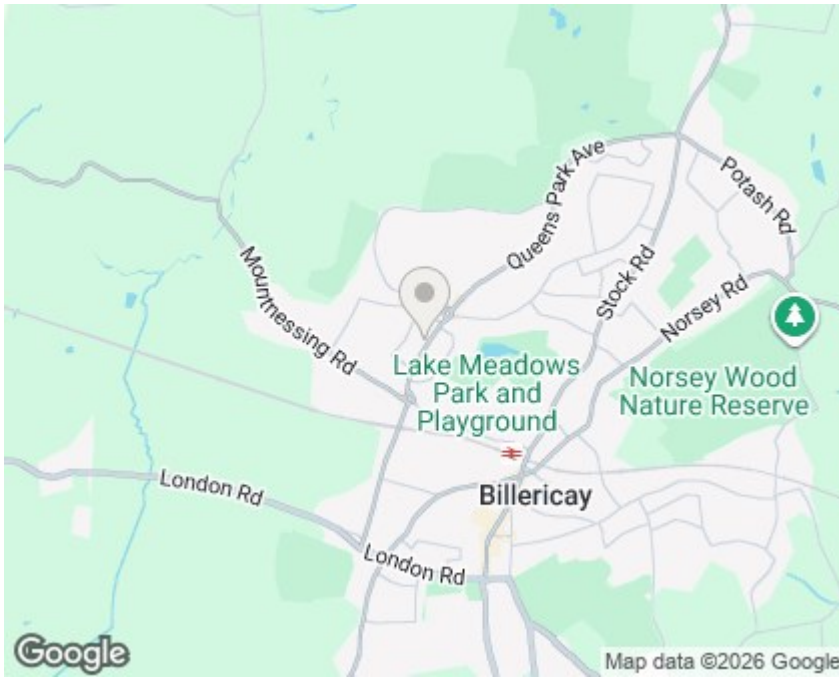 Queens Park Ave
Potash Rd
Stock Rd
Norsey Rd
Mountnessing Rd
Lake Meadows
Park and
Playground
Norsey Wood
Nature Reserve
London Rd
Billericay
London Rd
Google
Map data ©2026 Google